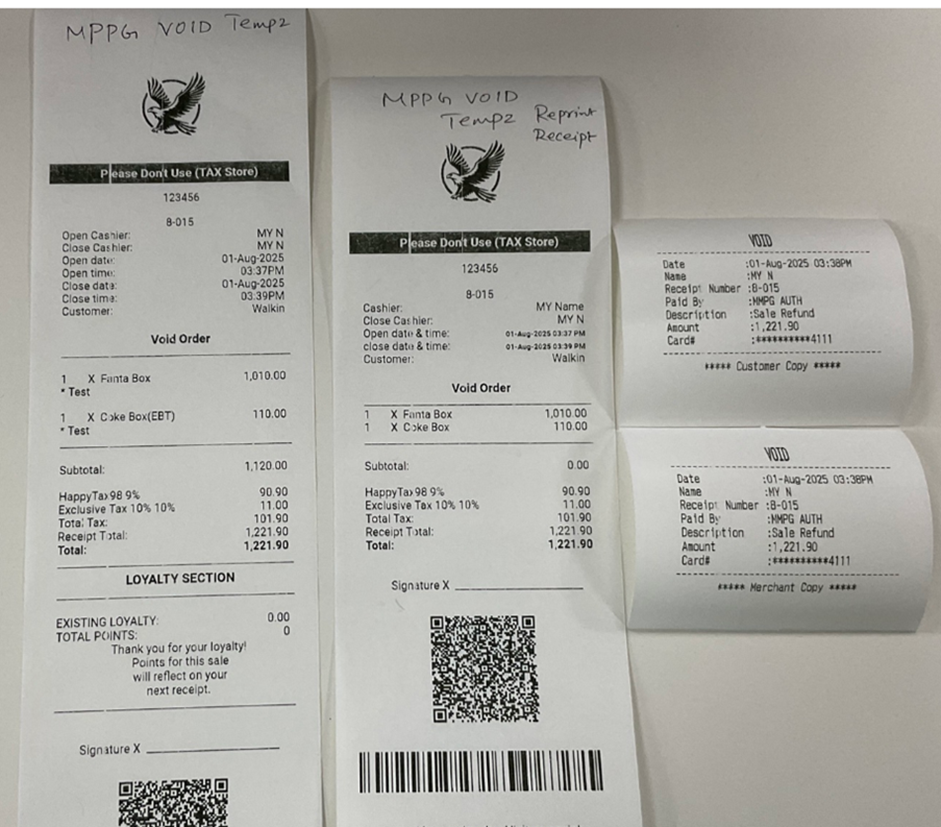 MPPG VOID Temp2
Please Don't Use (TAX Store)
123456
8-015
Open Cashier: MY N
Close Cashier: MY N
Open date: 01-Aug-2025
Open time: 03:37PM
Close data: 01-Aug-2025
Close time: 03:39PM
Customer: Walkin
Void Order
1 X Fanta Box 1,010.00
* Test
1 X Coke Box(EBT) 110.00
* Test
Subtotal: 1,120.00
HappyTax98 9% 90.90
Exclusive Tax 10% 10% 11.00
Total Tax: 101.90
Receipt Total: 1,221.90
Total: 1,221.90
LOYALTY SECTION
EXISTING LOYALTY: 0.00
TOTAL POINTS: 0
Thank you for your loyalty!
Points for this sale
will reflect on your
next receipt.
Signature X
MPPG VOID
Temp2 Reprint
Receipt
Please Don't Use (TAX Store)
123456
8-015
Cashier: MY Name
Close Cashier: MY N
Open date & time: 01-Aug-2025 03:37 PM
close date & time: 01-Aug-2025 03:39 PM
Customer: Walkin
Void Order
1 X Fanta Box 1,010.00
1 X Coke Box 110.00
Subtotal: 0.00
HappyTax98 9% 90.90
Exclusive Tax 10% 10% 11.00
Total Tax: 101.90
Receipt Total: 1,221.90
Total: 1,221.90
Signature X
VOID
Date :01-Aug-2025 03:38PM
Name :MY N
Receipt Number :8-015
Paid By :MMPG AUTH
Description :Sale Refund
Amount :1,221.90
Card# :**********4111
***** Customer Copy *****
VOID
Date :01-Aug-2025 03:38PM
Name :MY N
Receipt Number :8-015
Paid By :MMPG AUTH
Description :Sale Refund
Amount :1,221.90
Card# :**********4111
***** Merchant Copy *****